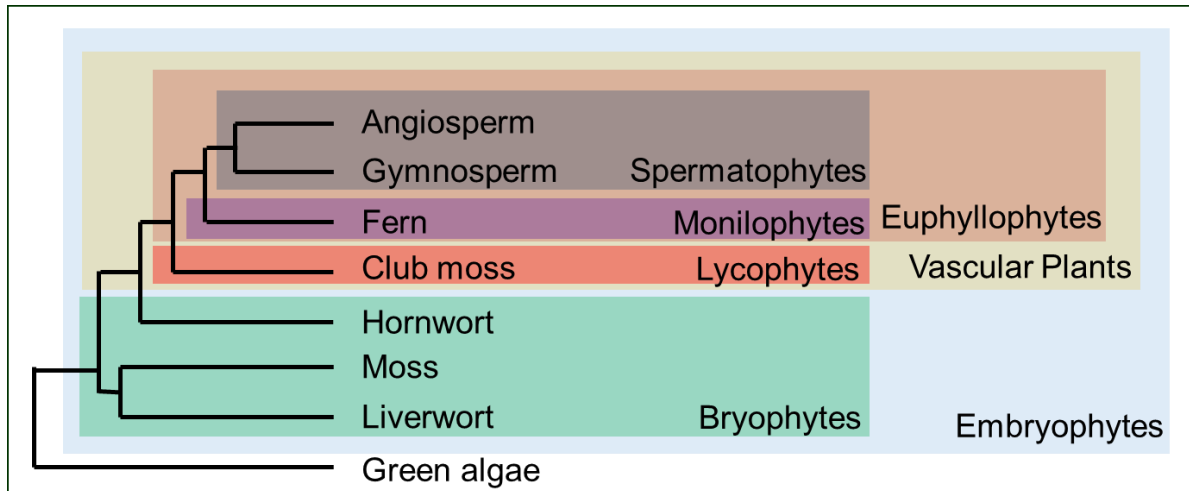 Angiosperm
Gymnosperm Spermatophytes
Fern Monilophytes Euphyllophytes
Club moss Lycophytes Vascular Plants
Hornwort
Moss
Liverwort Bryophytes Embryophytes
Green algae